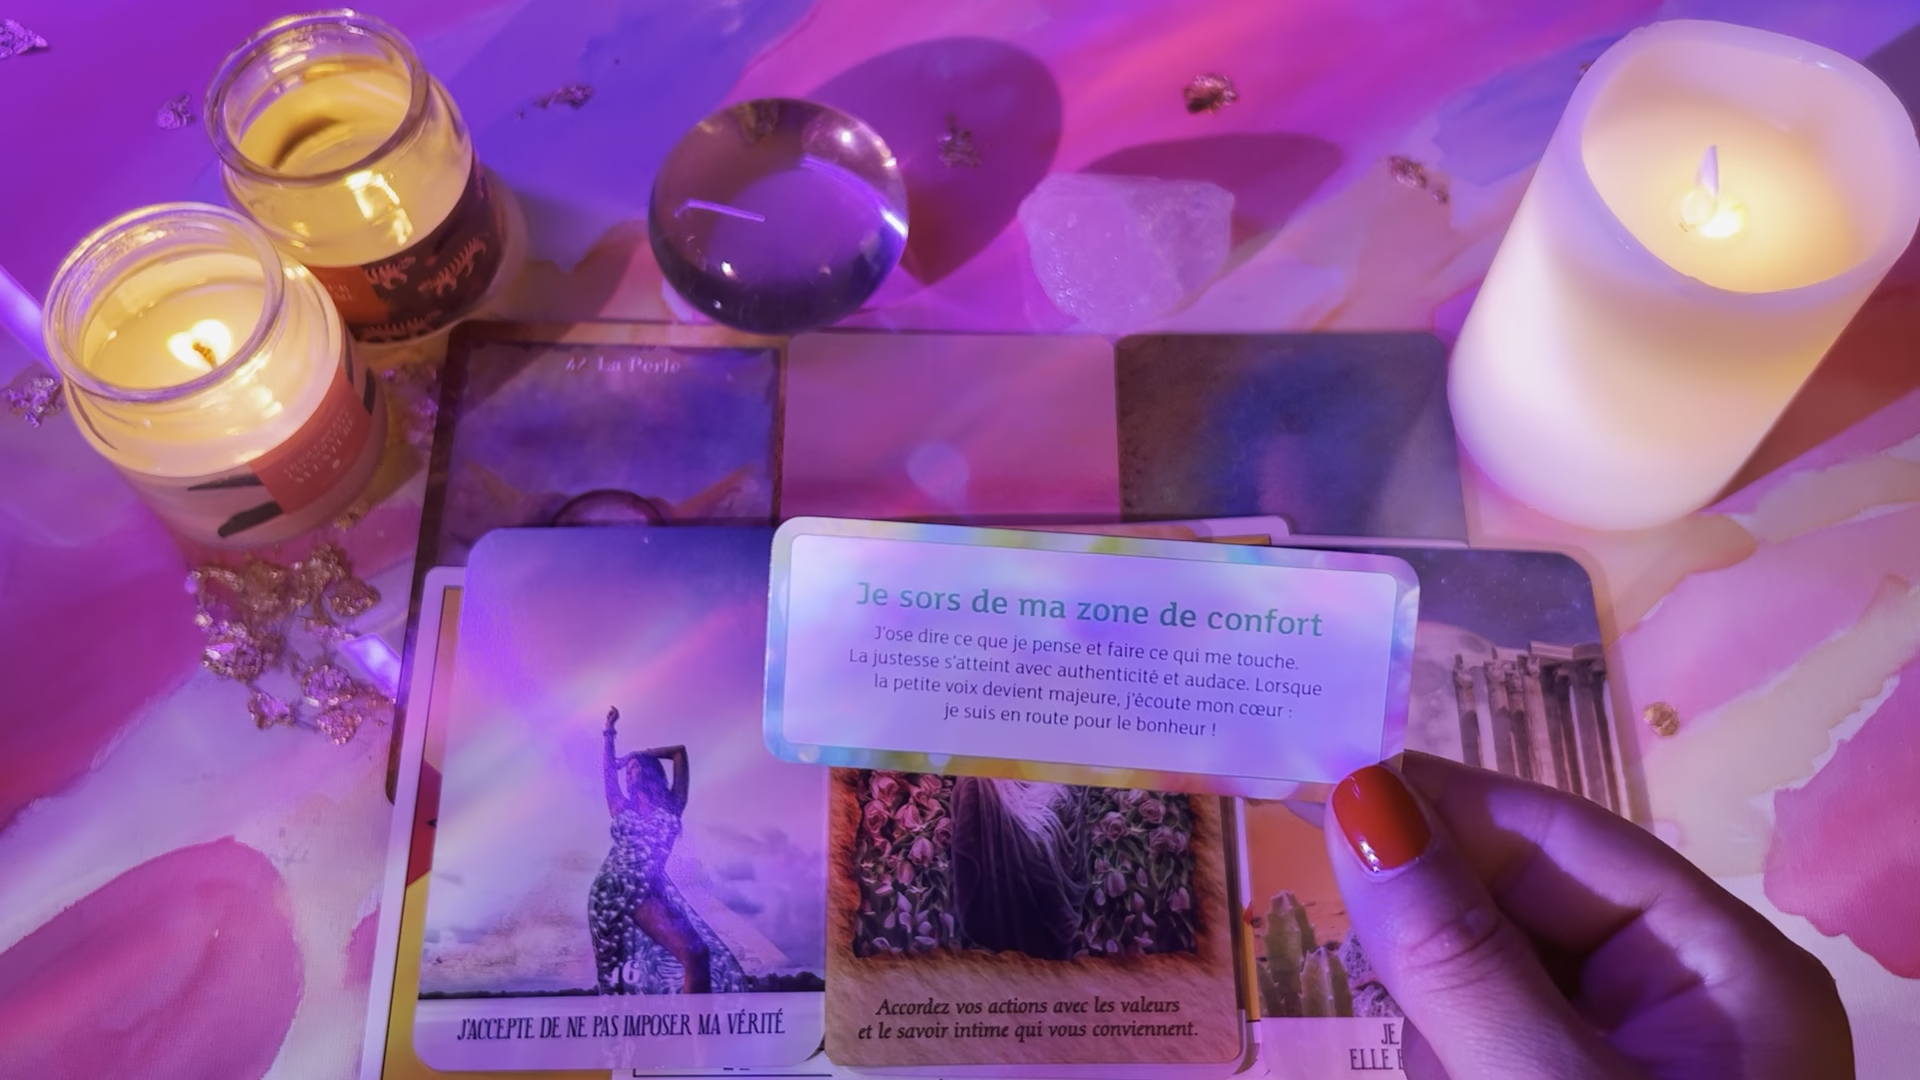 42 La Perle
Je sors de ma zone de confort
J'ose dire ce que je pense et faire ce qui me touche.
La justesse s'atteint avec authenticité et audace. Lorsque
la petite voix devient majeure, j'écoute mon cœur :
je suis en route pour le bonheur !
16
J'ACCEPTE DE NE PAS IMPOSER MA VÉRITÉ
Accordez vos actions avec les valeurs
et le savoir intime qui vous conviennent.
JE
ELLE